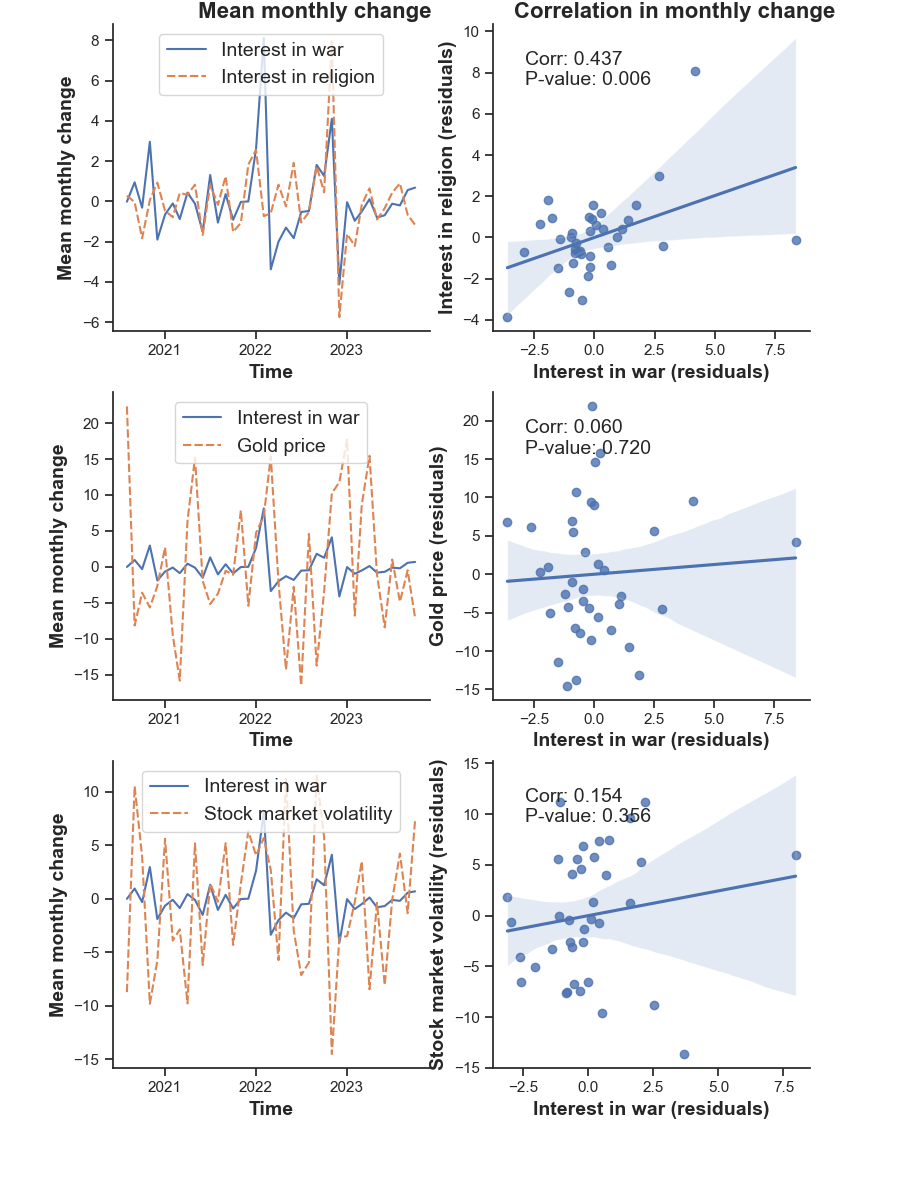 Mean monthly change
Correlation in monthly change
Mean monthly change
8
6
4
2
0
−2
−4
−6
Interest in war
Interest in religion
2021
2022
2023
Time
Interest in religion (residuals)
10
8
6
4
2
0
−2
−4
Corr: 0.437
P-value: 0.006
−2.5
0.0
2.5
5.0
7.5
Interest in war (residuals)
Mean monthly change
20
15
10
5
0
−5
−10
−15
Interest in war
Gold price
2021
2022
2023
Time
Gold price (residuals)
20
15
10
5
0
−5
−10
−15
Corr: 0.060
P-value: 0.720
−2.5
0.0
2.5
5.0
7.5
Interest in war (residuals)
Mean monthly change
10
5
0
−5
−10
−15
Interest in war
Stock market volatility
2021
2022
2023
Time
Stock market volatility (residuals)
15
10
5
0
−5
−10
−15
Corr: 0.154
P-value: 0.356
−2.5
0.0
2.5
5.0
7.5
Interest in war (residuals)